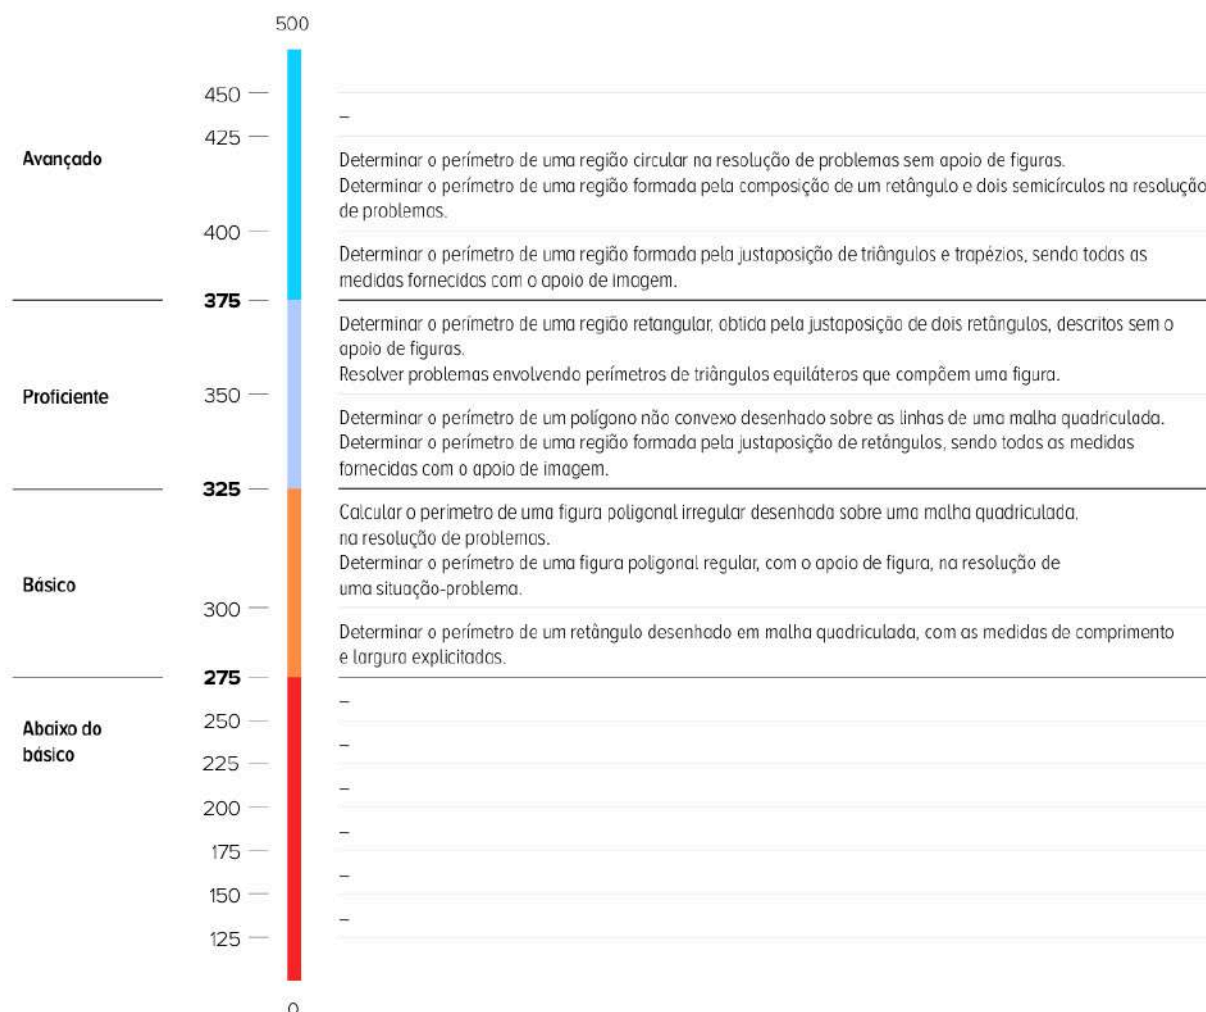 500
450
–
425
Avançado
Determinar o perímetro de uma região circular na resolução de problemas sem apoio de figuras.
Determinar o perímetro de uma região formada pela composição de um retângulo e dois semicírculos na resolução
de problemas.
400
Determinar o perímetro de uma região formada pela justaposição de triângulos e trapézios, sendo todas as
medidas fornecidas com o apoio de imagem.
375
Determinar o perímetro de uma região retangular, obtida pela justaposição de dois retângulos, descritos sem o
apoio de figuras.
Resolver problemas envolvendo perímetros de triângulos equiláteros que compõem uma figura.
Proficiente
350
Determinar o perímetro de um polígono não convexo desenhado sobre as linhas de uma malha quadriculada.
Determinar o perímetro de uma região formada pela justaposição de retângulos, sendo todas as medidas
fornecidas com o apoio de imagem.
325
Calcular o perímetro de uma figura poligonal irregular desenhada sobre uma malha quadriculada,
na resolução de problemas.
Determinar o perímetro de uma figura poligonal regular, com o apoio de figura, na resolução de
uma situação-problema.
Básico
300
Determinar o perímetro de um retângulo desenhado em malha quadriculada, com as medidas de comprimento
e largura explicitadas.
275
–
Abaixo do
básico
250
–
225
–
200
–
175
–
150
–
125
0